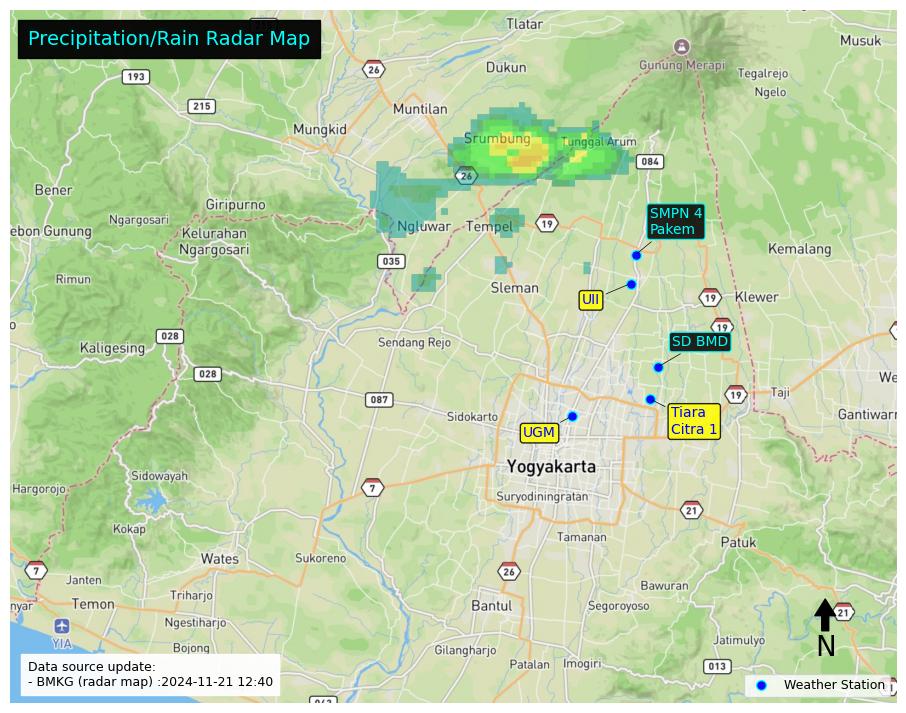 Precipitation/Rain Radar Map
Tlatar
Musuk
26
Dukun
Gunung Merapi
Tegalrejo
193
Ngelo
215
Muntilan
Mungkid
Srumbung
Tunggal Arum
084
26
Bener
Giripurno
SMPN 4
Pakem
Ngargosari
Ngluwar
Tempel
19
ebon Gunung
Kelurahan
Ngargosari
Kemalang
035
Rimun
Sleman
UII
19
Klewer
19
028
Sendang Rejo
SD BMD
Kaligesing
028
We
087
19
Taji
Sidokarto
Tiara
Citra 1
Gantiwarn
UGM
Yogyakarta
Sidowayah
Hargorojo
7
Suryodiningratan
21
Kokap
Tamanan
Patuk
Wates
Sukoreno
7
26
Janten
Bawuran
Triharjo
nyar
Temon
Bantul
Segoroyoso
21
Ngestiharjo
N
YIA
Bojong
Gilangharjo
Jatimulyo
Patalan
Imogiri
013
Data source update:
- BMKG (radar map) :2024-11-21 12:40
Weather Station